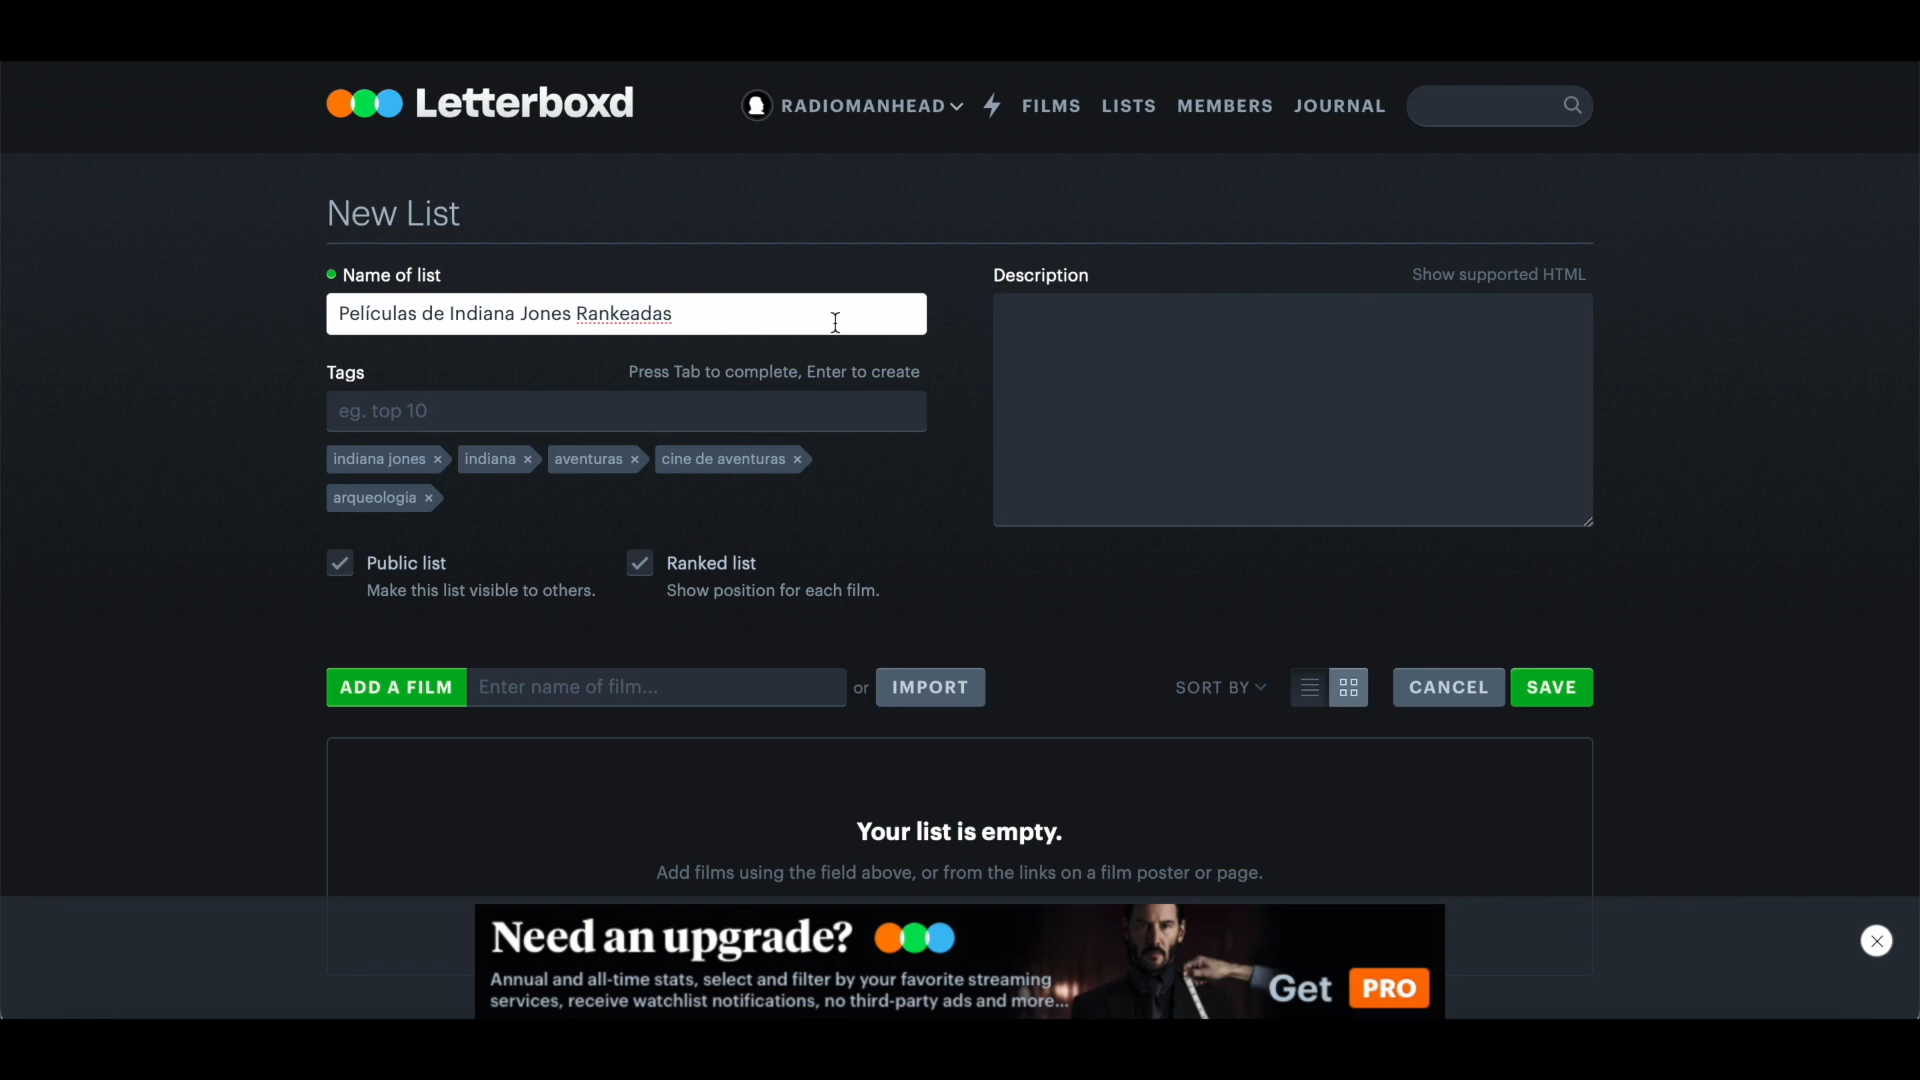 Letterboxd
RADIOMANHEAD FILMS LISTS MEMBERS JOURNAL
New List
Name of list
Películas de Indiana Jones Rankeadas
Description Show supported HTML
Tags Press Tab to complete, Enter to create
eg. top 10
indiana jones × indiana × aventuras × cine de aventuras ×
arqueologia ×
Public list
Make this list visible to others.
Ranked list
Show position for each film.
ADD A FILM Enter name of film... or IMPORT SORT BY CANCEL SAVE
Your list is empty.
Add films using the field above, or from the links on a film poster or page.
Need an upgrade?
Annual and all-time stats, select and filter by your favorite streaming
services, receive watchlist notifications, no third-party ads and more...
Get PRO